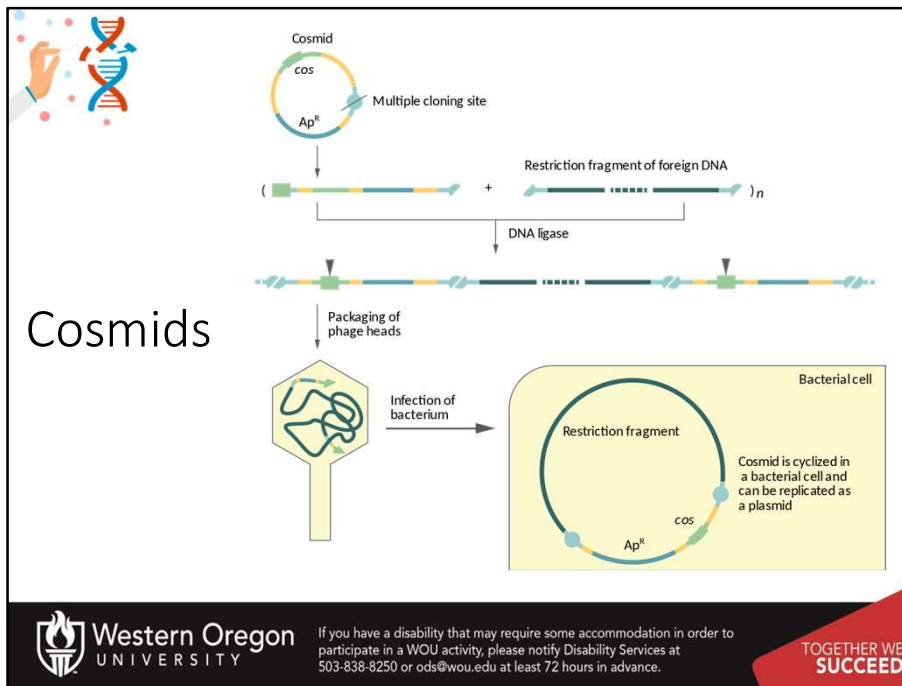 Cosmids
Cosmid
cos
Multiple cloning site
Ap^R
Restriction fragment of foreign DNA
( + )n
DNA ligase
Packaging of
phage heads
Infection of
bacterium
Bacterial cell
Restriction fragment
Cosmid is cyclized in
a bacterial cell and
can be replicated as
a plasmid
cos
Ap^R
Western Oregon
UNIVERSITY
If you have a disability that may require some accommodation in order to
participate in a WOU activity, please notify Disability Services at
503-838-8250 or ods@wou.edu at least 72 hours in advance.
TOGETHER WE
SUCCEED